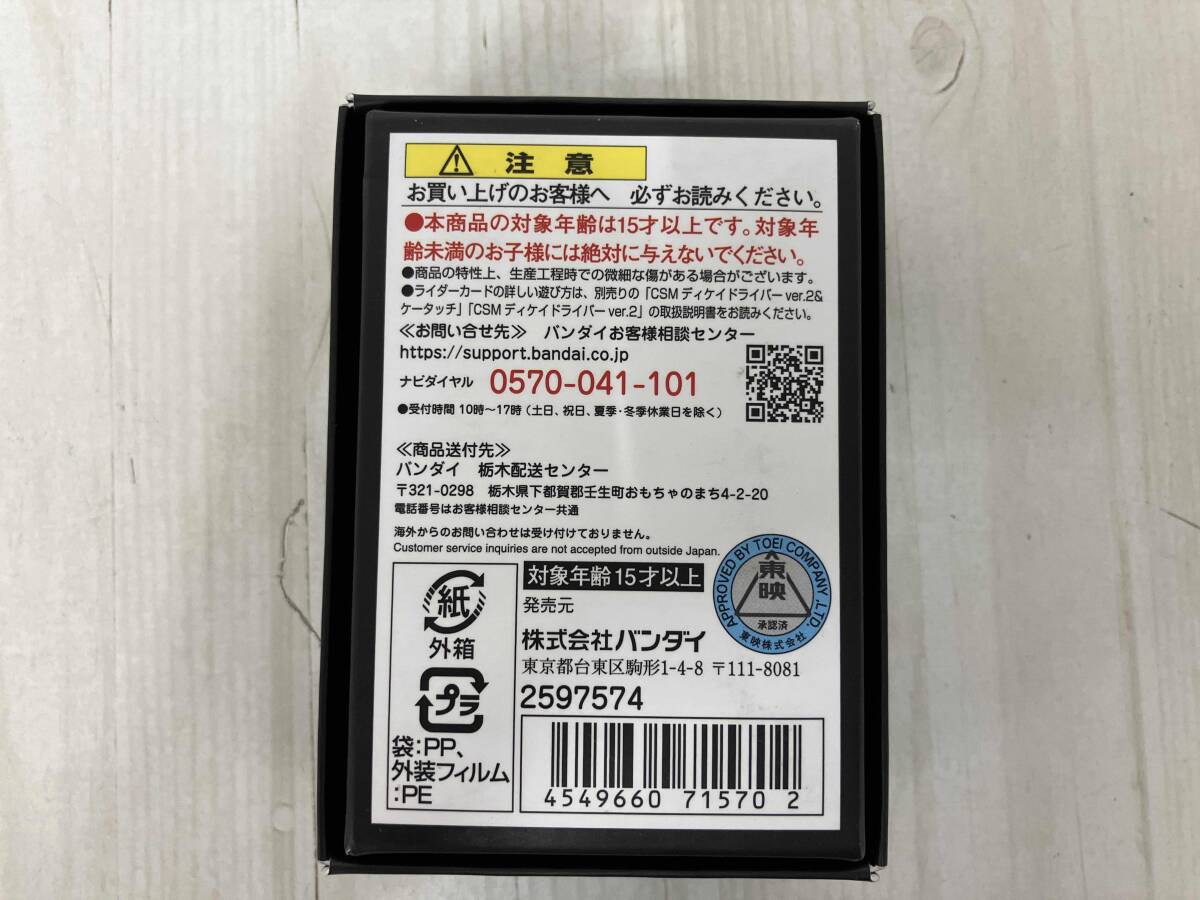 注意
お買い上げのお客様へ 必ずお読みください。
●本商品の対象年齢は15才以上です。対象年
齢未満のお子様には絶対に与えないでください。
●商品の特性上、生産工程時での微細な傷がある場合がございます。
●ライダーカードの詳しい遊び方は、別売りの「CSM ディケイドライバー ver.2&
ケータッチ」「CSM ディケイドライバー ver.2」の取扱説明書をお読みください。
≪お問い合せ先≫ バンダイお客様相談センター
https://support.bandai.co.jp
ナビダイヤル 0570-041-101
●受付時間 10時～17時(土日、祝日、夏季・冬季休業日を除く)
≪商品送付先≫
バンダイ 栃木配送センター
〒321-0298 栃木県下都賀郡壬生町おもちゃのまち4-2-20
電話番号はお客様相談センター共通
海外からのお問い合わせは受け付けておりません。
Customer service inquiries are not accepted from outside Japan.
紙
外箱
プラ
袋:PP、
外装フィルム
:PE
対象年齢15才以上
発売元
株式会社バンダイ
東京都台東区駒形1-4-8 〒111-8081
2597574
APPROVED BY TOEI COMPANY,LTD.
東映
承認済
東映株式会社
4549660 71570 2